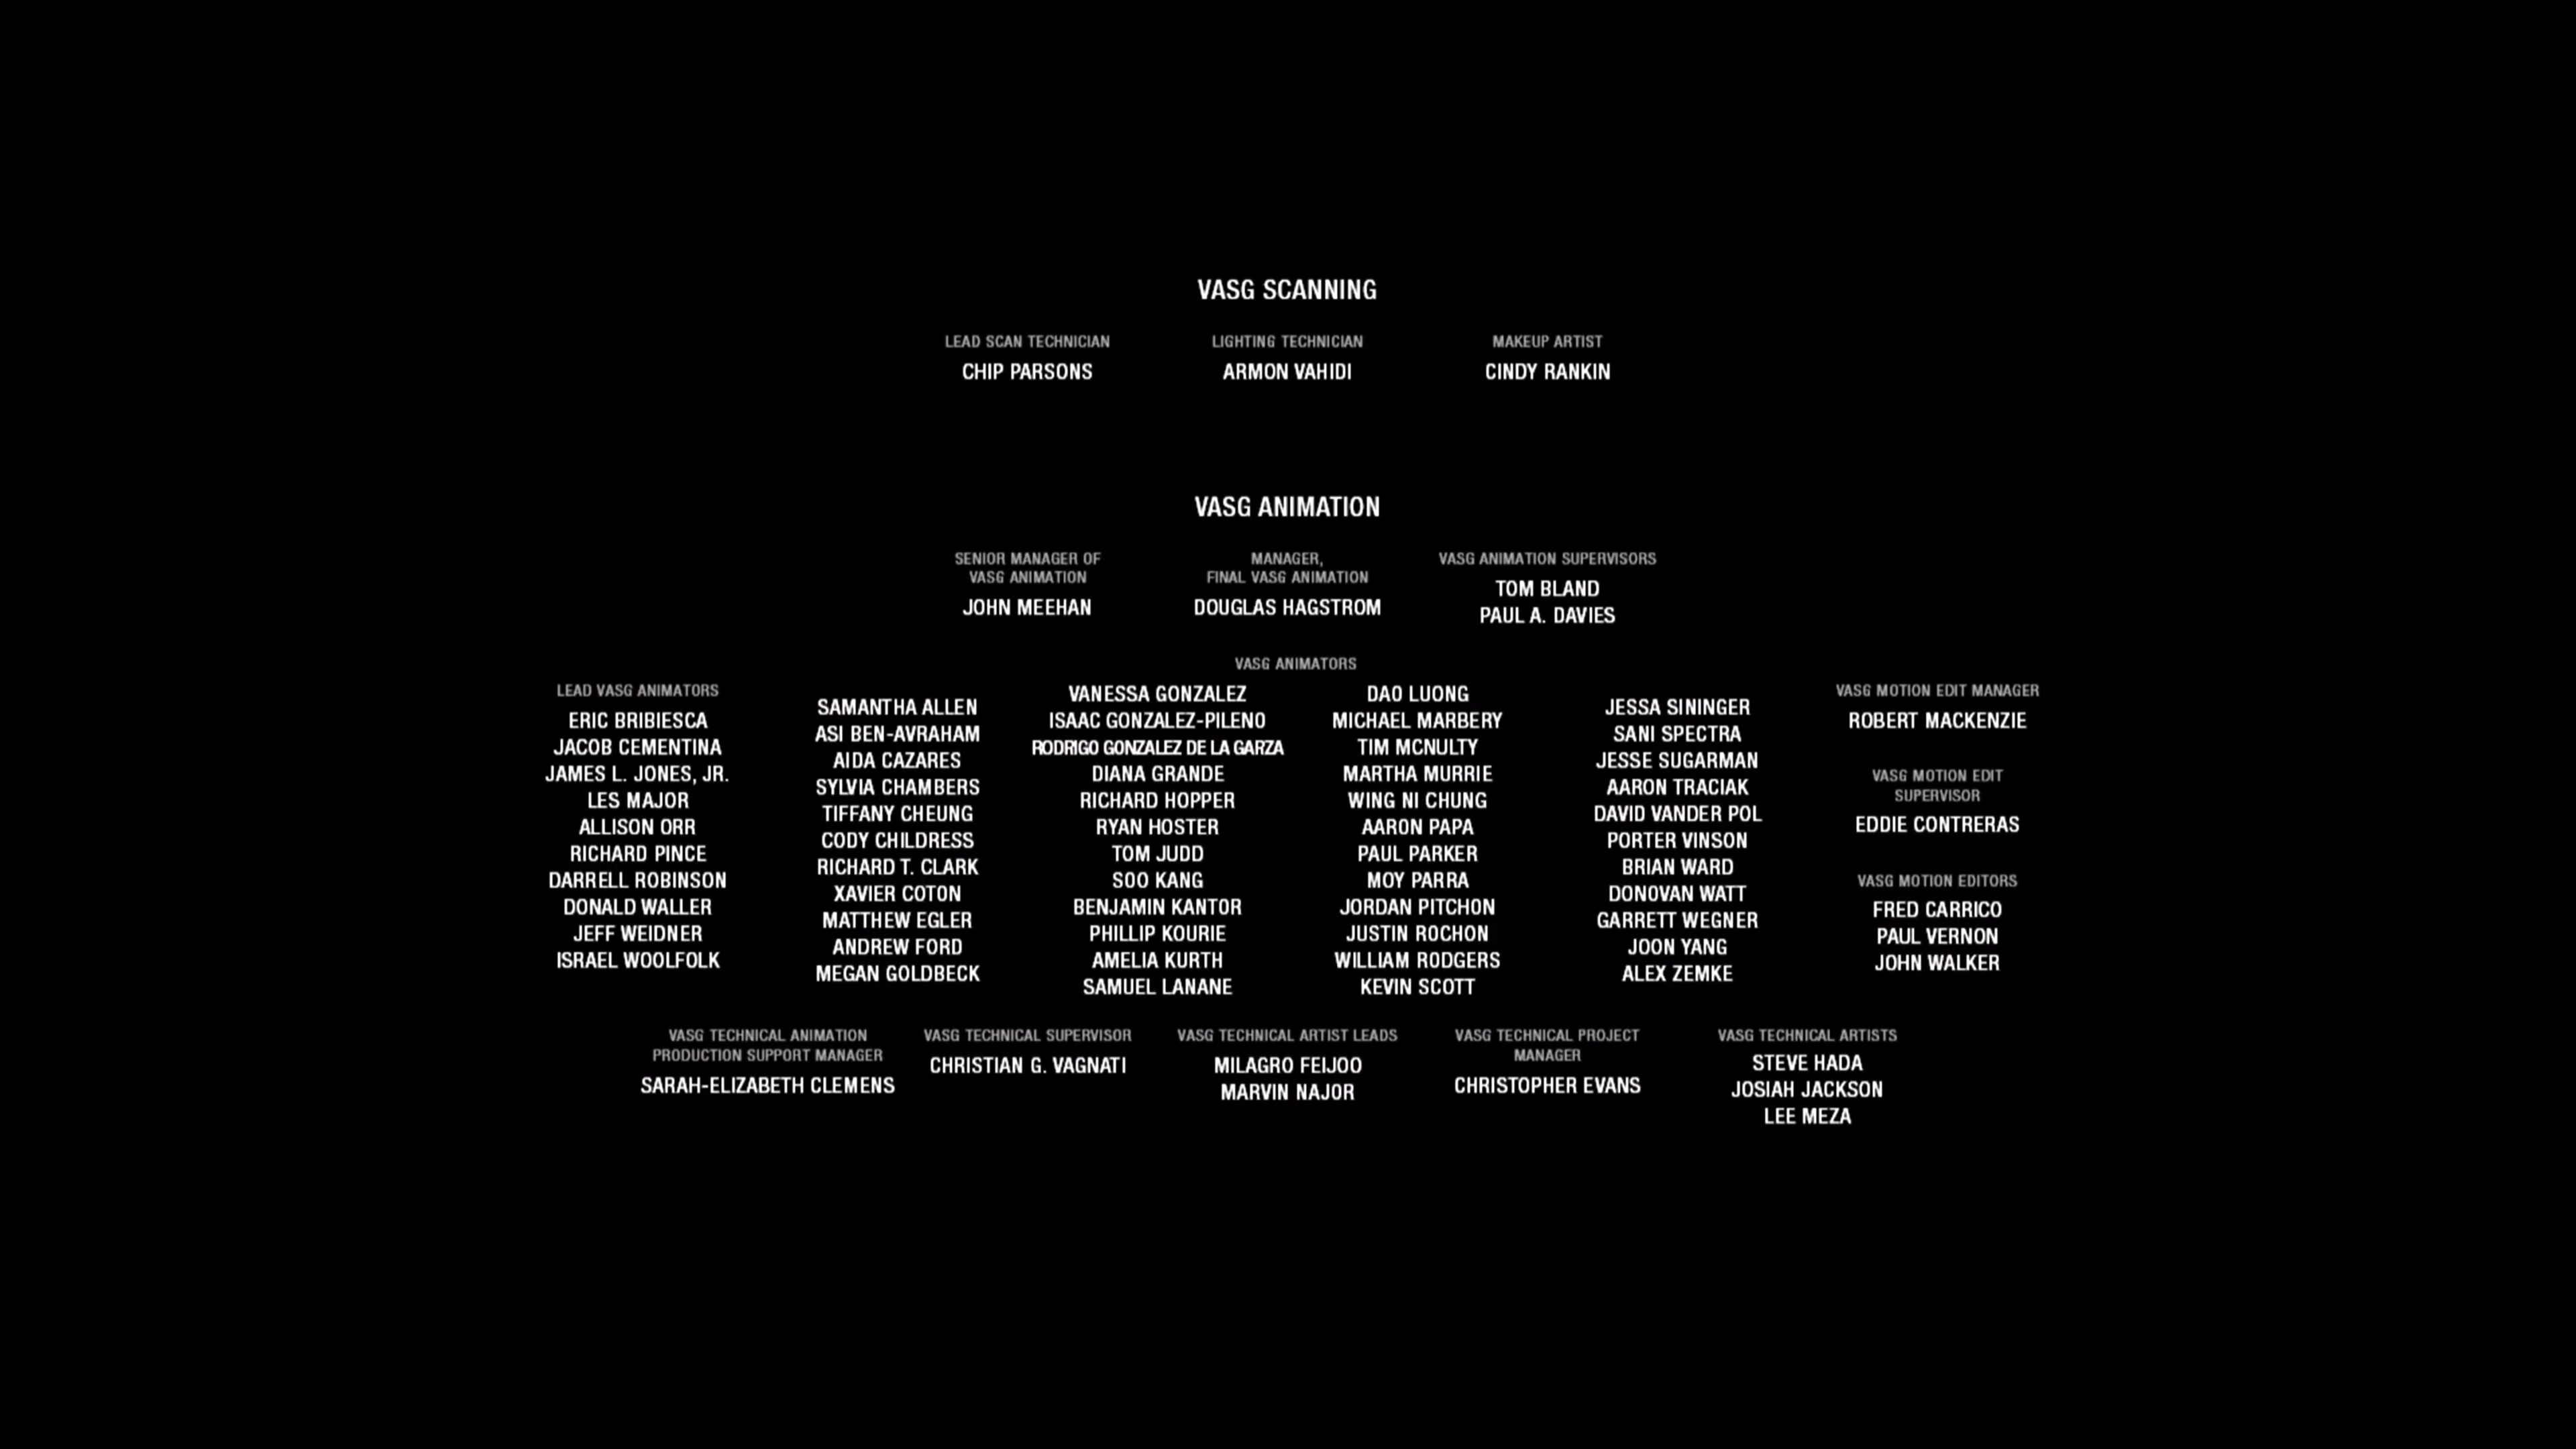 VASG SCANNING
LEAD SCAN TECHNICIAN
CHIP PARSONS
LIGHTING TECHNICIAN
ARMON VAHIDI
MAKEUP ARTIST
CINDY RANKIN
VASG ANIMATION
SENIOR MANAGER OF
VASG ANIMATION
JOHN MEEHAN
MANAGER,
FINAL VASG ANIMATION
DOUGLAS HAGSTROM
VASG ANIMATION SUPERVISORS
TOM BLAND
PAUL A. DAVIES
LEAD VASG ANIMATORS
ERIC BRIBIESCA
JACOB CEMENTINA
JAMES L. JONES, JR.
LES MAJOR
ALLISON ORR
RICHARD PINCE
DARRELL ROBINSON
DONALD WALLER
JEFF WEIDNER
ISRAEL WOOLFOLK
VASG ANIMATORS
SAMANTHA ALLEN
ASI BEN-AVRAHAM
AIDA CAZARES
SYLVIA CHAMBERS
TIFFANY CHEUNG
CODY CHILDRESS
RICHARD T. CLARK
XAVIER COTON
MATTHEW EGLER
ANDREW FORD
MEGAN GOLDBECK
VANESSA GONZALEZ
ISAAC GONZALEZ-PILENO
RODRIGO GONZALEZ DE LA GARZA
DIANA GRANDE
RICHARD HOPPER
RYAN HOSTER
TOM JUDD
SOO KANG
BENJAMIN KANTOR
PHILLIP KOURIE
AMELIA KURTH
SAMUEL LANANE
DAO LUONG
MICHAEL MARBERY
TIM MCNULTY
MARTHA MURRIE
WING NI CHUNG
AARON PAPA
PAUL PARKER
MOY PARRA
JORDAN PITCHON
JUSTIN ROCHON
WILLIAM RODGERS
KEVIN SCOTT
JESSA SININGER
SANI SPECTRA
JESSE SUGARMAN
AARON TRACIAK
DAVID VANDER POL
PORTER VINSON
BRIAN WARD
DONOVAN WATT
GARRETT WEGNER
JOON YANG
ALEX ZEMKE
VASG MOTION EDIT MANAGER
ROBERT MACKENZIE
VASG MOTION EDIT
SUPERVISOR
EDDIE CONTRERAS
VASG MOTION EDITORS
FRED CARRICO
PAUL VERNON
JOHN WALKER
VASG TECHNICAL ANIMATION
PRODUCTION SUPPORT MANAGER
SARAH-ELIZABETH CLEMENS
VASG TECHNICAL SUPERVISOR
CHRISTIAN G. VAGNATI
VASG TECHNICAL ARTIST LEADS
MILAGRO FEIJOO
MARVIN NAJOR
VASG TECHNICAL PROJECT
MANAGER
CHRISTOPHER EVANS
VASG TECHNICAL ARTISTS
STEVE HADA
JOSIAH JACKSON
LEE MEZA